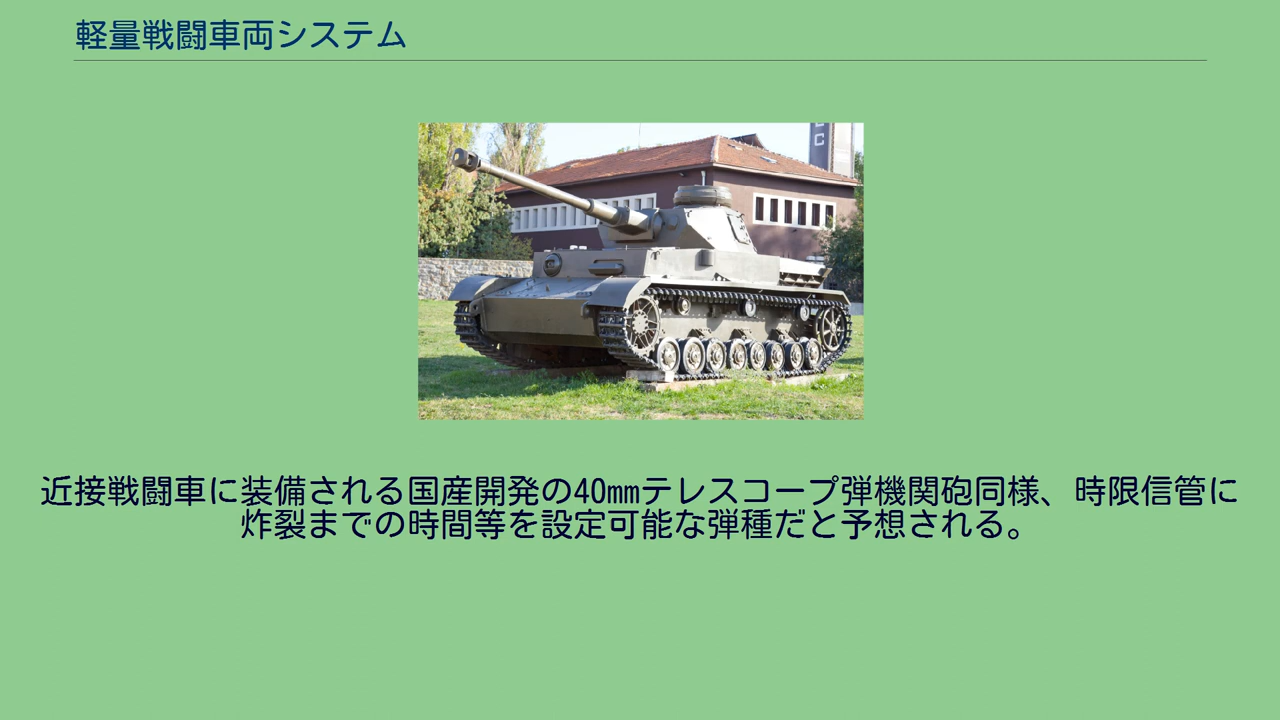 軽量戦闘車両システム
LC
近接戦闘車に装備される国産開発の40mmテレスコープ弾機関砲同様、時限信管に
炸裂までの時間等を設定可能な弾種だと予想される。